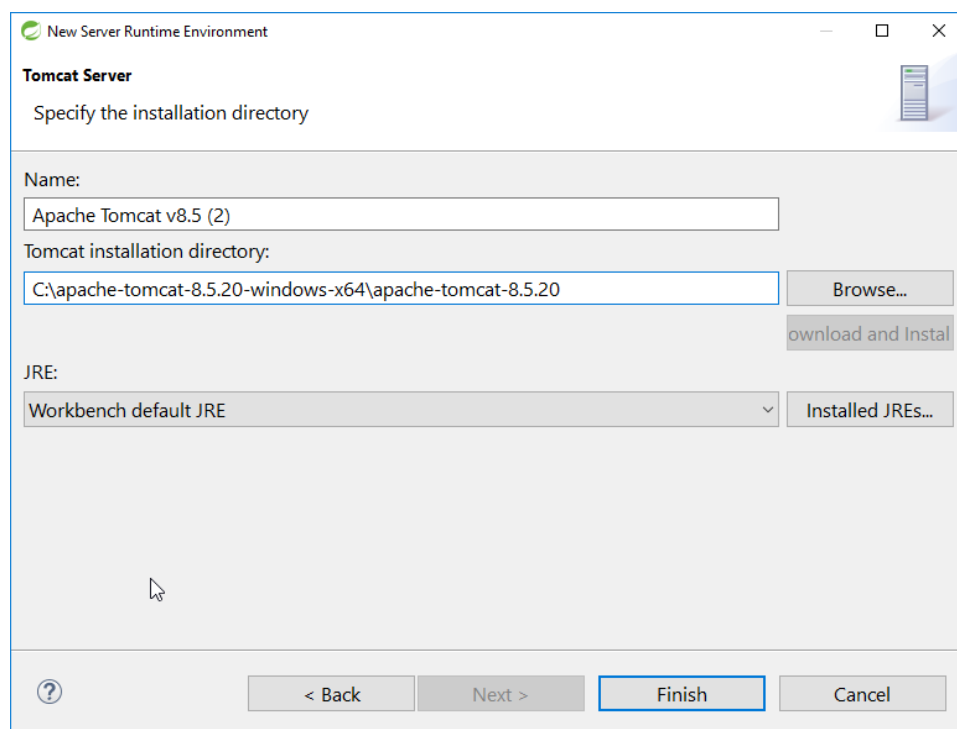 New Server Runtime Environment
Tomcat Server
Specify the installation directory
Name:
Apache Tomcat v8.5 (2)
Tomcat installation directory:
C:\apache-tomcat-8.5.20-windows-x64\apache-tomcat-8.5.20
Browse...
ownload and Instal
JRE:
Workbench default JRE
Installed JREs...
?
< Back
Next >
Finish
Cancel